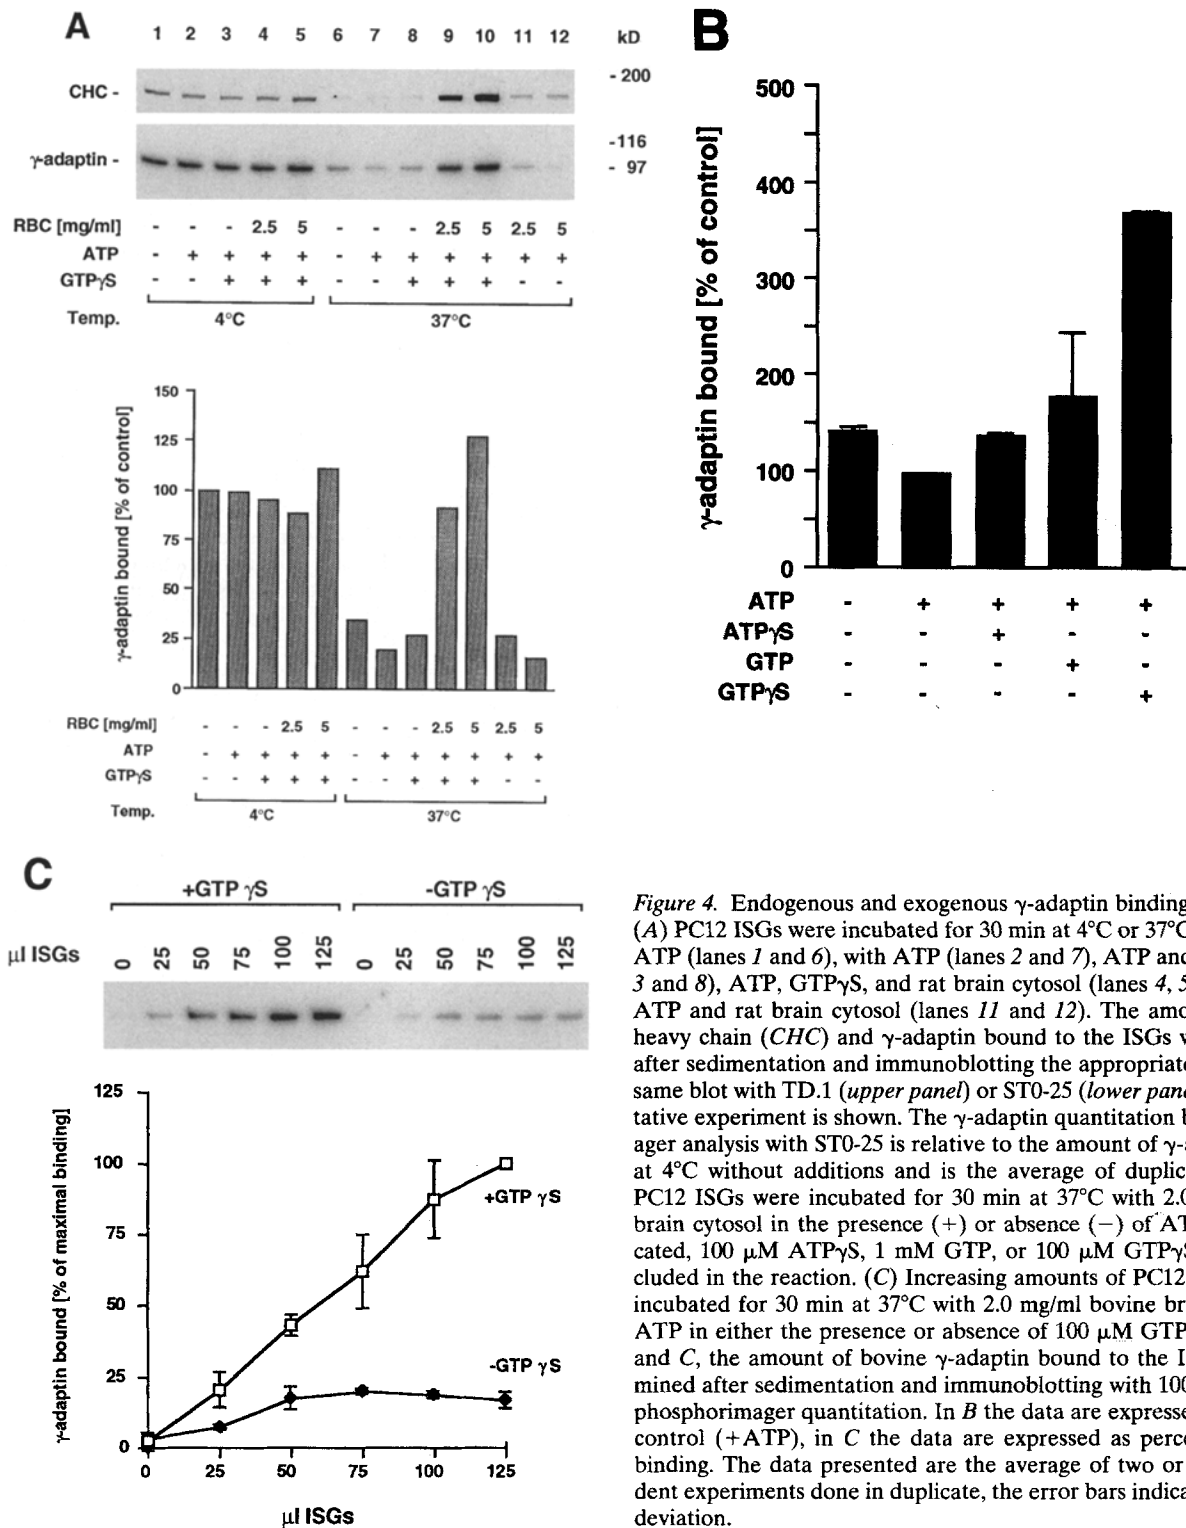 A
1 2 3 4 5 6 7 8 9 10 11 12 kD
CHC -
- 200
γ-adaptin -
-116
- 97
RBC [mg/ml] - - - 2.5 5 - - - 2.5 5 2.5 5
ATP - + + + + - + + + + + +
GTPγS - - + + + - - + + + - -
Temp. 4°C 37°C
γ-adaptin bound [% of control]
150
125
100
75
50
25
0
RBC [mg/ml] - - - 2.5 5 - - - 2.5 5 2.5 5
ATP - + + + + - + + + + + +
GTPγS - - + + + - - + + + - -
Temp. 4°C 37°C
B
γ-adaptin bound [% of control]
500
400
300
200
100
0
ATP - + + + +
ATPγS - - + - -
GTP - - - + -
GTPγS - - - - +
C
+GTP γS -GTP γS
μl ISGs 0 25 50 75 100 125 0 25 50 75 100 125
γ-adaptin bound [% of maximal binding]
125
100
75
50
25
0
+GTP γS
-GTP γS
0 25 50 75 100 125
μl ISGs
Figure 4. Endogenous and exogenous γ-adaptin binding
(A) PC12 ISGs were incubated for 30 min at 4°C or 37°C
ATP (lanes 1 and 6), with ATP (lanes 2 and 7), ATP and
3 and 8), ATP, GTPγS, and rat brain cytosol (lanes 4, 5
ATP and rat brain cytosol (lanes 11 and 12). The amo
heavy chain (CHC) and γ-adaptin bound to the ISGs w
after sedimentation and immunoblotting the appropriate
same blot with TD.1 (upper panel) or ST0-25 (lower pane
tative experiment is shown. The γ-adaptin quantitation b
ager analysis with ST0-25 is relative to the amount of γ-a
at 4°C without additions and is the average of duplic
PC12 ISGs were incubated for 30 min at 37°C with 2.0
brain cytosol in the presence (+) or absence (−) of AT
cated, 100 μM ATPγS, 1 mM GTP, or 100 μM GTPγS
cluded in the reaction. (C) Increasing amounts of PC12
incubated for 30 min at 37°C with 2.0 mg/ml bovine br
ATP in either the presence or absence of 100 μM GTP
and C, the amount of bovine γ-adaptin bound to the I
mined after sedimentation and immunoblotting with 100
phosphorimager quantitation. In B the data are expresse
control (+ATP), in C the data are expressed as perce
binding. The data presented are the average of two or
dent experiments done in duplicate, the error bars indica
deviation.